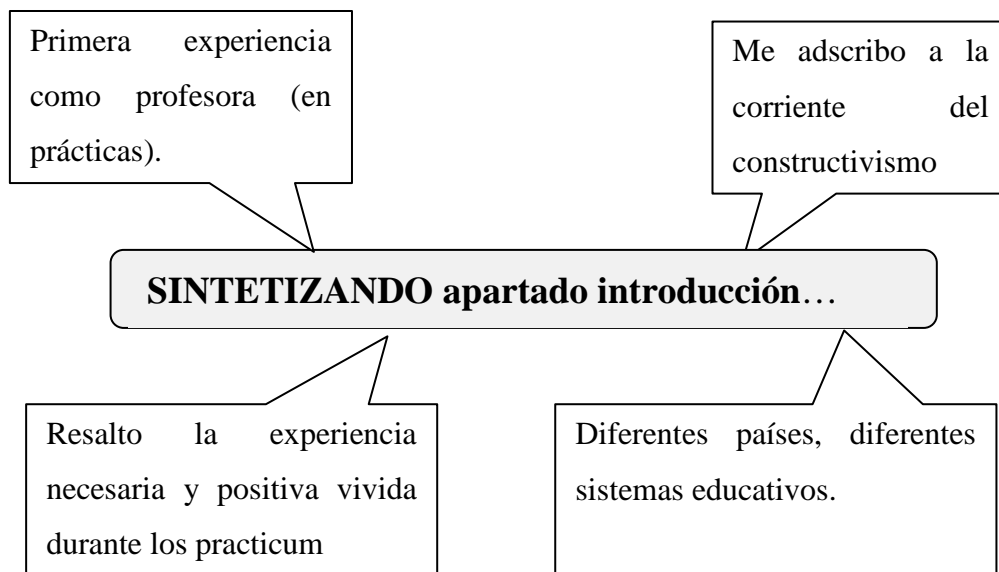 Primera experiencia
como profesora (en
prácticas).
Me adscribo a la
corriente del
constructivismo
SINTETIZANDO apartado introducción…
Resalto la experiencia
necesaria y positiva vivida
durante los practicum
Diferentes países, diferentes
sistemas educativos.